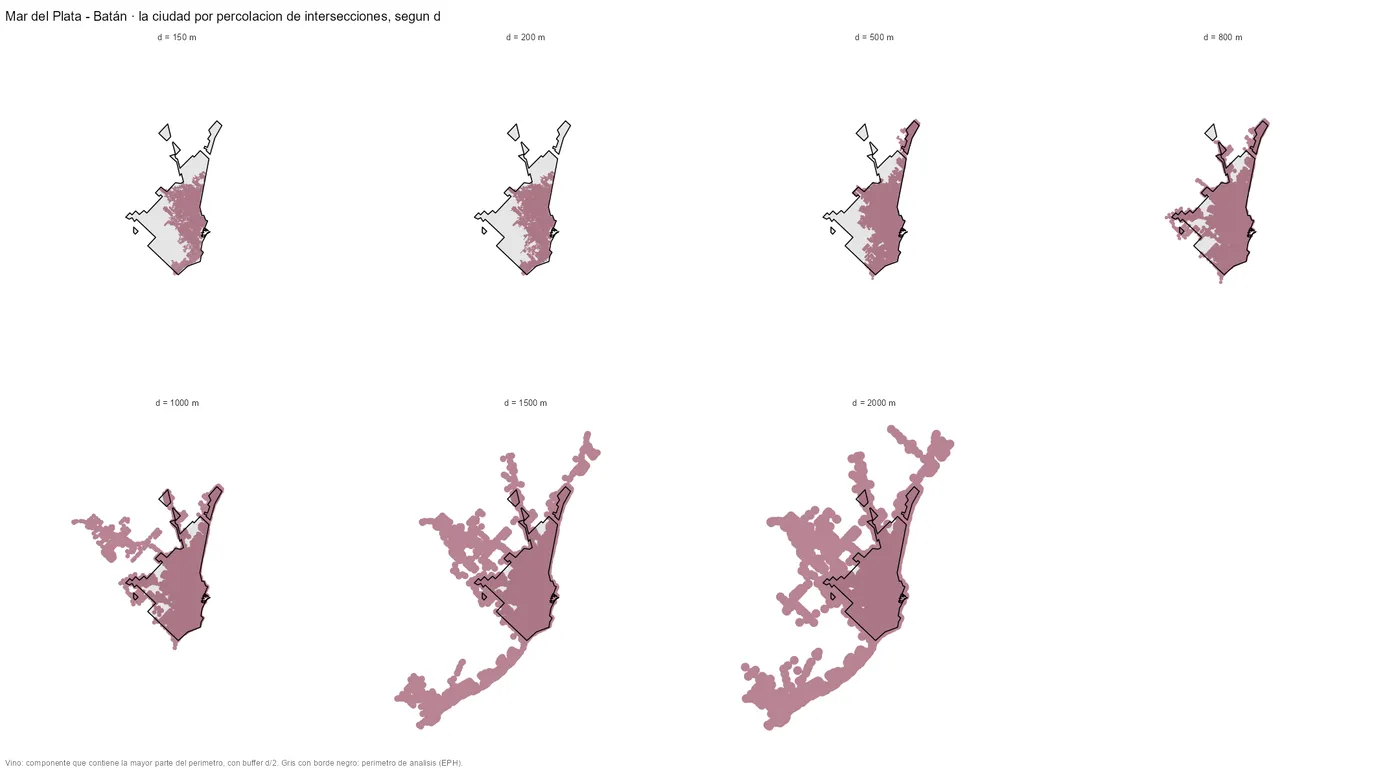 Mar del Plata - Batán · la ciudad por percolacion de intersecciones, segun d
d = 150 m
d = 200 m
d = 500 m
d = 800 m
d = 1000 m
d = 1500 m
d = 2000 m
Vino: componente que contiene la mayor parte del perimetro, con buffer d/2. Gris con borde negro: perimetro de analisis (EPH).